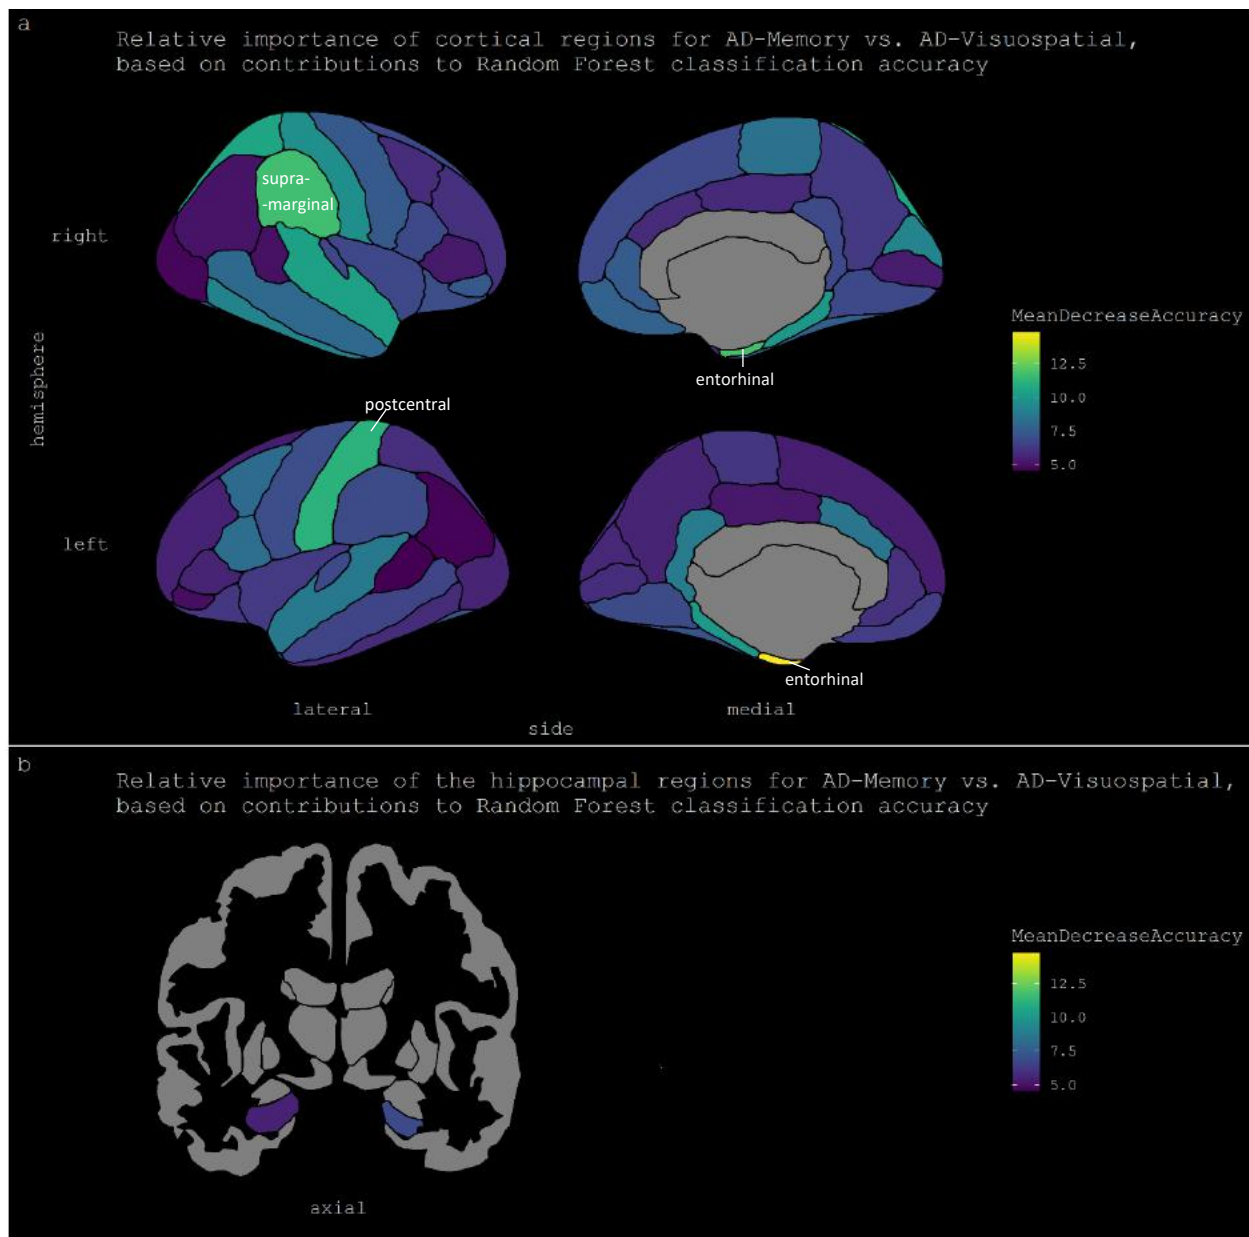 a
Relative importance of cortical regions for AD-Memory vs. AD-Visuospatial,
based on contributions to Random Forest classification accuracy
supra-
-marginal
right
entorhinal
hemisphere
postcentral
left
entorhinal
lateral
medial
side
MeanDecreaseAccuracy
12.5
10.0
7.5
5.0
b
Relative importance of the hippocampal regions for AD-Memory vs. AD-Visuospatial,
based on contributions to Random Forest classification accuracy
MeanDecreaseAccuracy
12.5
10.0
7.5
5.0
axial